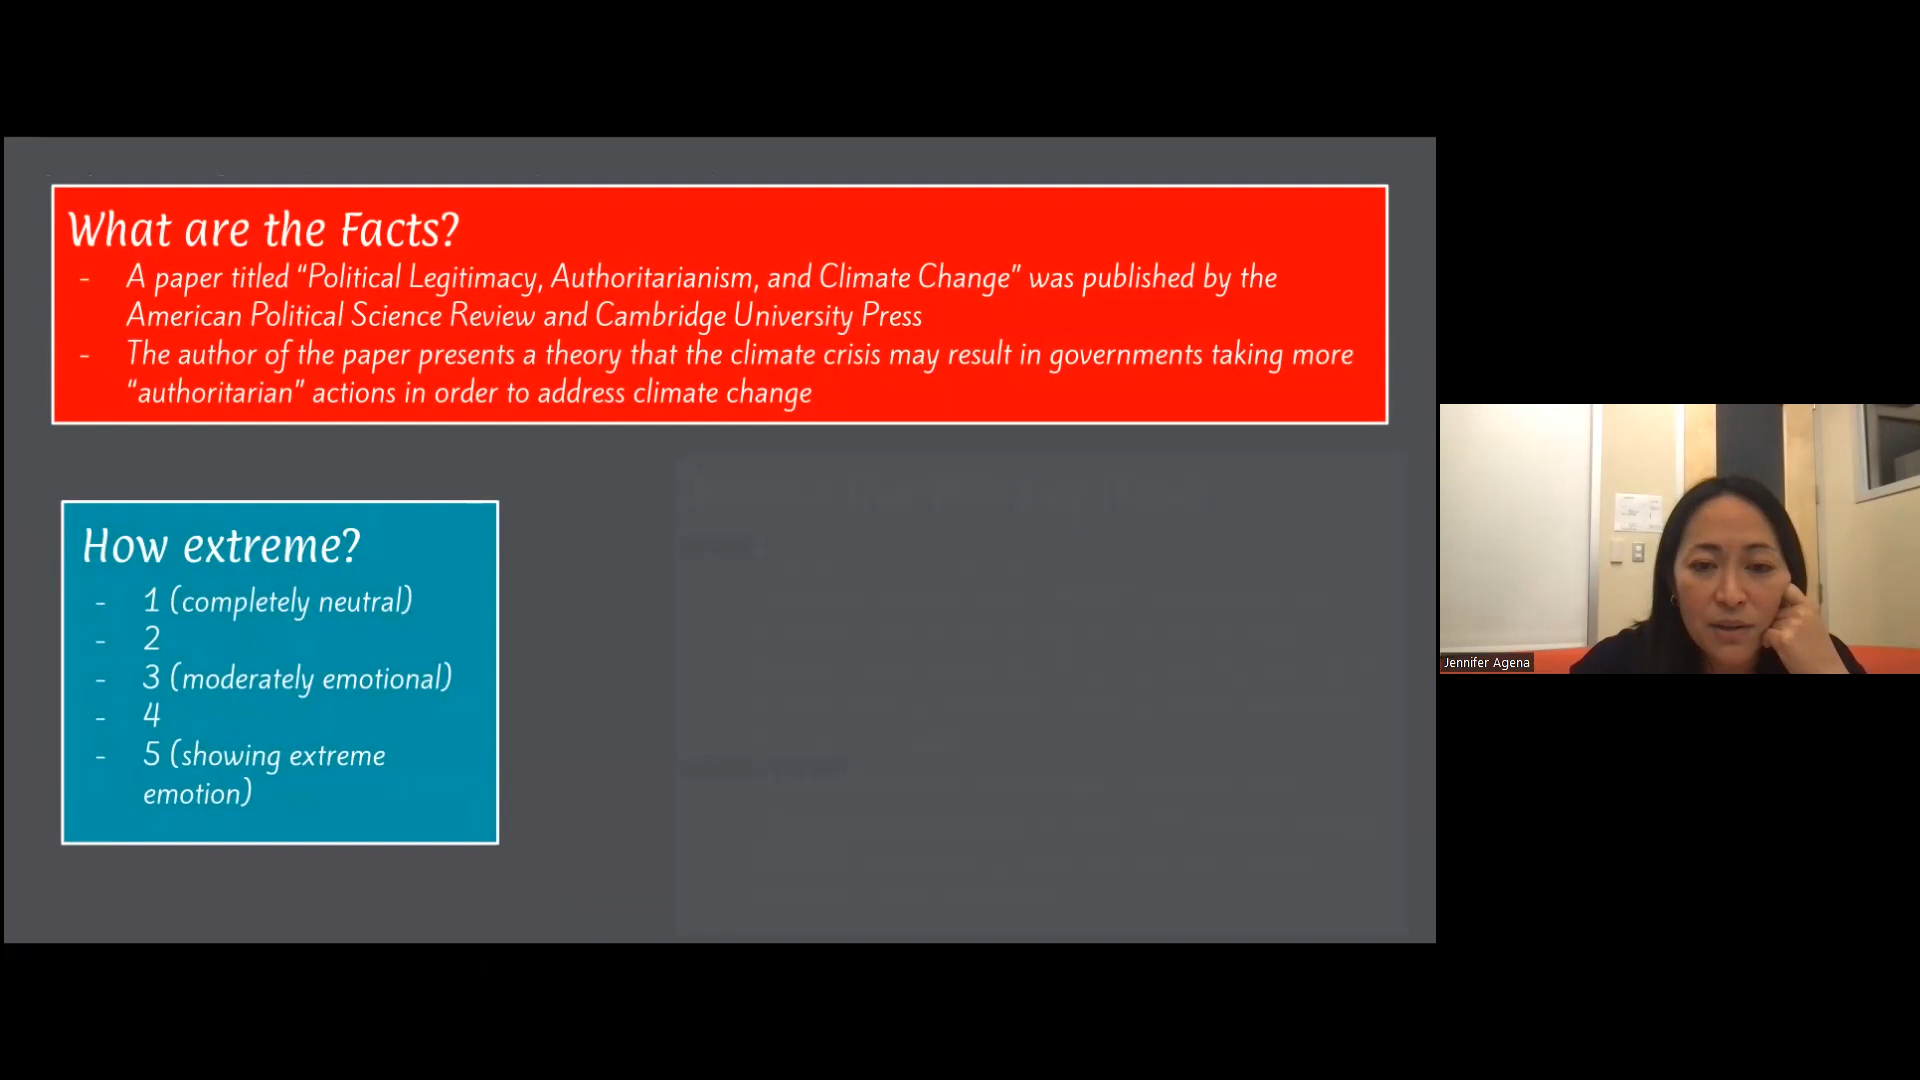 What are the Facts?
- A paper titled “Political Legitimacy, Authoritarianism, and Climate Change” was published by the
American Political Science Review and Cambridge University Press
- The author of the paper presents a theory that the climate crisis may result in governments taking more
“authoritarian” actions in order to address climate change
How extreme?
- 1 (completely neutral)
- 2
- 3 (moderately emotional)
- 4
- 5 (showing extreme
emotion)
Jennifer Agena